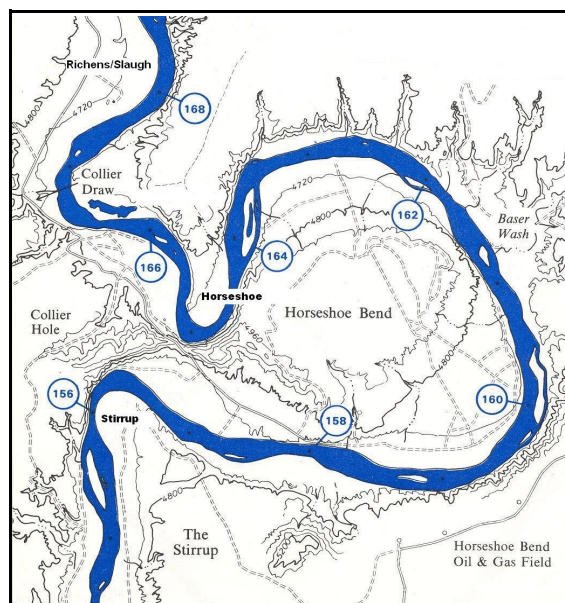 Richens/Slaugh
4800
4720
168
Collier
Draw
4720
4800
162
Baser
Wash
166
164
Horseshoe
Horseshoe Bend
Collier
Hole
4960
4800
156
Stirrup
158
160
4800
The
Stirrup
Horseshoe Bend
Oil & Gas Field